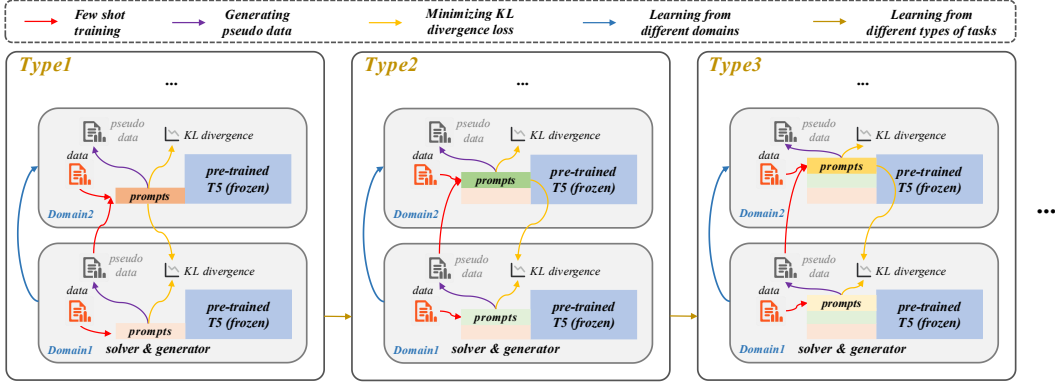 Few shot
training
Generating
pseudo data
Minimizing KL
divergence loss
Learning from
different domains
Learning from
different types of tasks
Type1
...
pseudo
data
KL divergence
data
pre-trained
T5 (frozen)
prompts
Domain2
pseudo
data
KL divergence
data
pre-trained
T5 (frozen)
prompts
Domain1
solver & generator
Type2
...
pseudo
data
KL divergence
data
pre-trained
T5 (frozen)
prompts
Domain2
pseudo
data
KL divergence
data
pre-trained
T5 (frozen)
prompts
Domain1
solver & generator
Type3
...
pseudo
data
KL divergence
data
pre-trained
T5 (frozen)
prompts
Domain2
pseudo
data
KL divergence
data
pre-trained
T5 (frozen)
prompts
Domain1
solver & generator
...